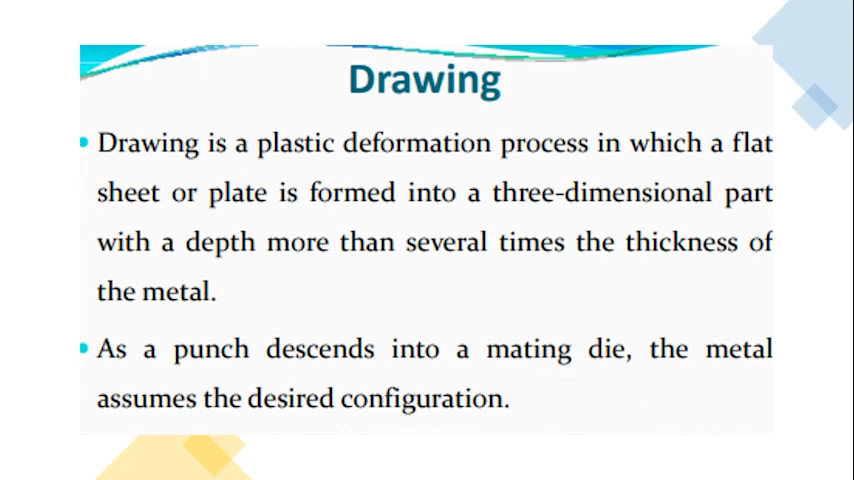 Drawing
• Drawing is a plastic deformation process in which a flat
sheet or plate is formed into a three-dimensional part
with a depth more than several times the thickness of
the metal.
• As a punch descends into a mating die, the metal
assumes the desired configuration.